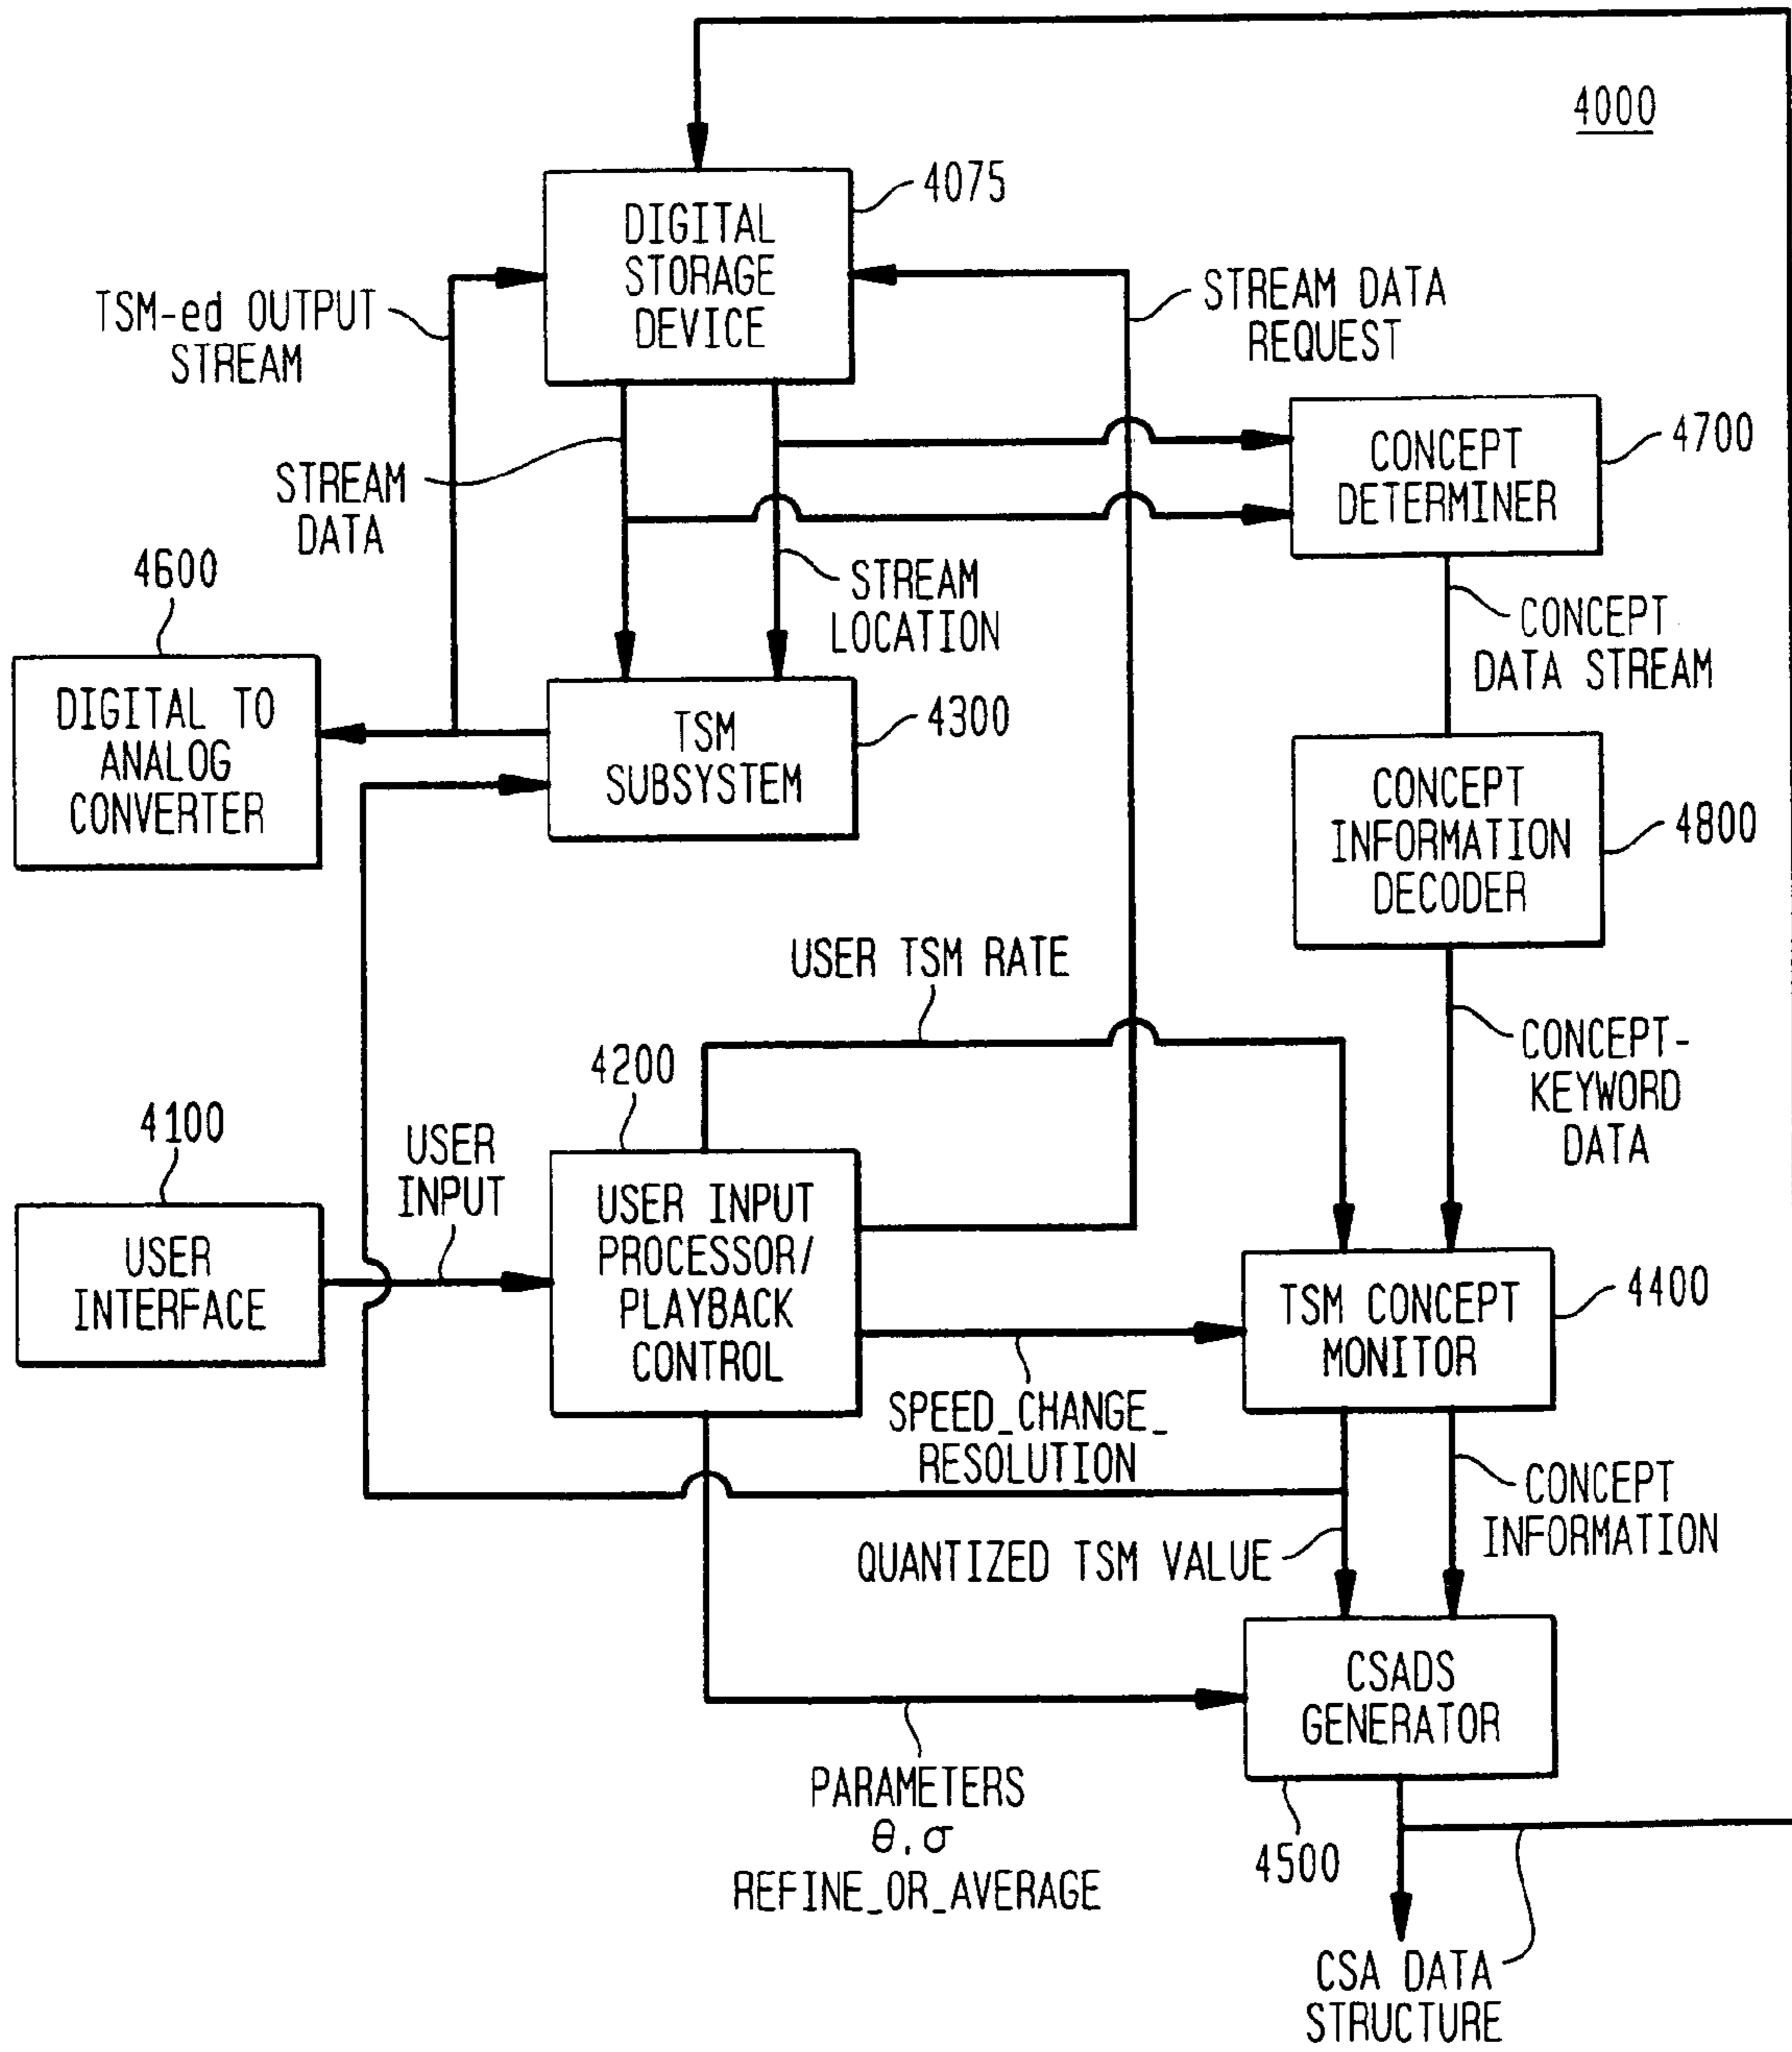 4000
DIGITAL
STORAGE
DEVICE
4075
TSM-ed OUTPUT
STREAM
STREAM DATA
REQUEST
STREAM
DATA
CONCEPT
DETERMINER
4700
STREAM
LOCATION
CONCEPT
DATA STREAM
4600
DIGITAL TO
ANALOG
CONVERTER
TSM
SUBSYSTEM
4300
CONCEPT
INFORMATION
DECODER
4800
USER TSM RATE
CONCEPT-
KEYWORD
DATA
4100
USER
INTERFACE
USER
INPUT
4200
USER INPUT
PROCESSOR/
PLAYBACK
CONTROL
TSM CONCEPT
MONITOR
4400
SPEED_CHANGE_
RESOLUTION
CONCEPT
INFORMATION
QUANTIZED TSM VALUE
CSADS
GENERATOR
4500
PARAMETERS
θ,σ
REFINE_OR_AVERAGE
CSA DATA
STRUCTURE